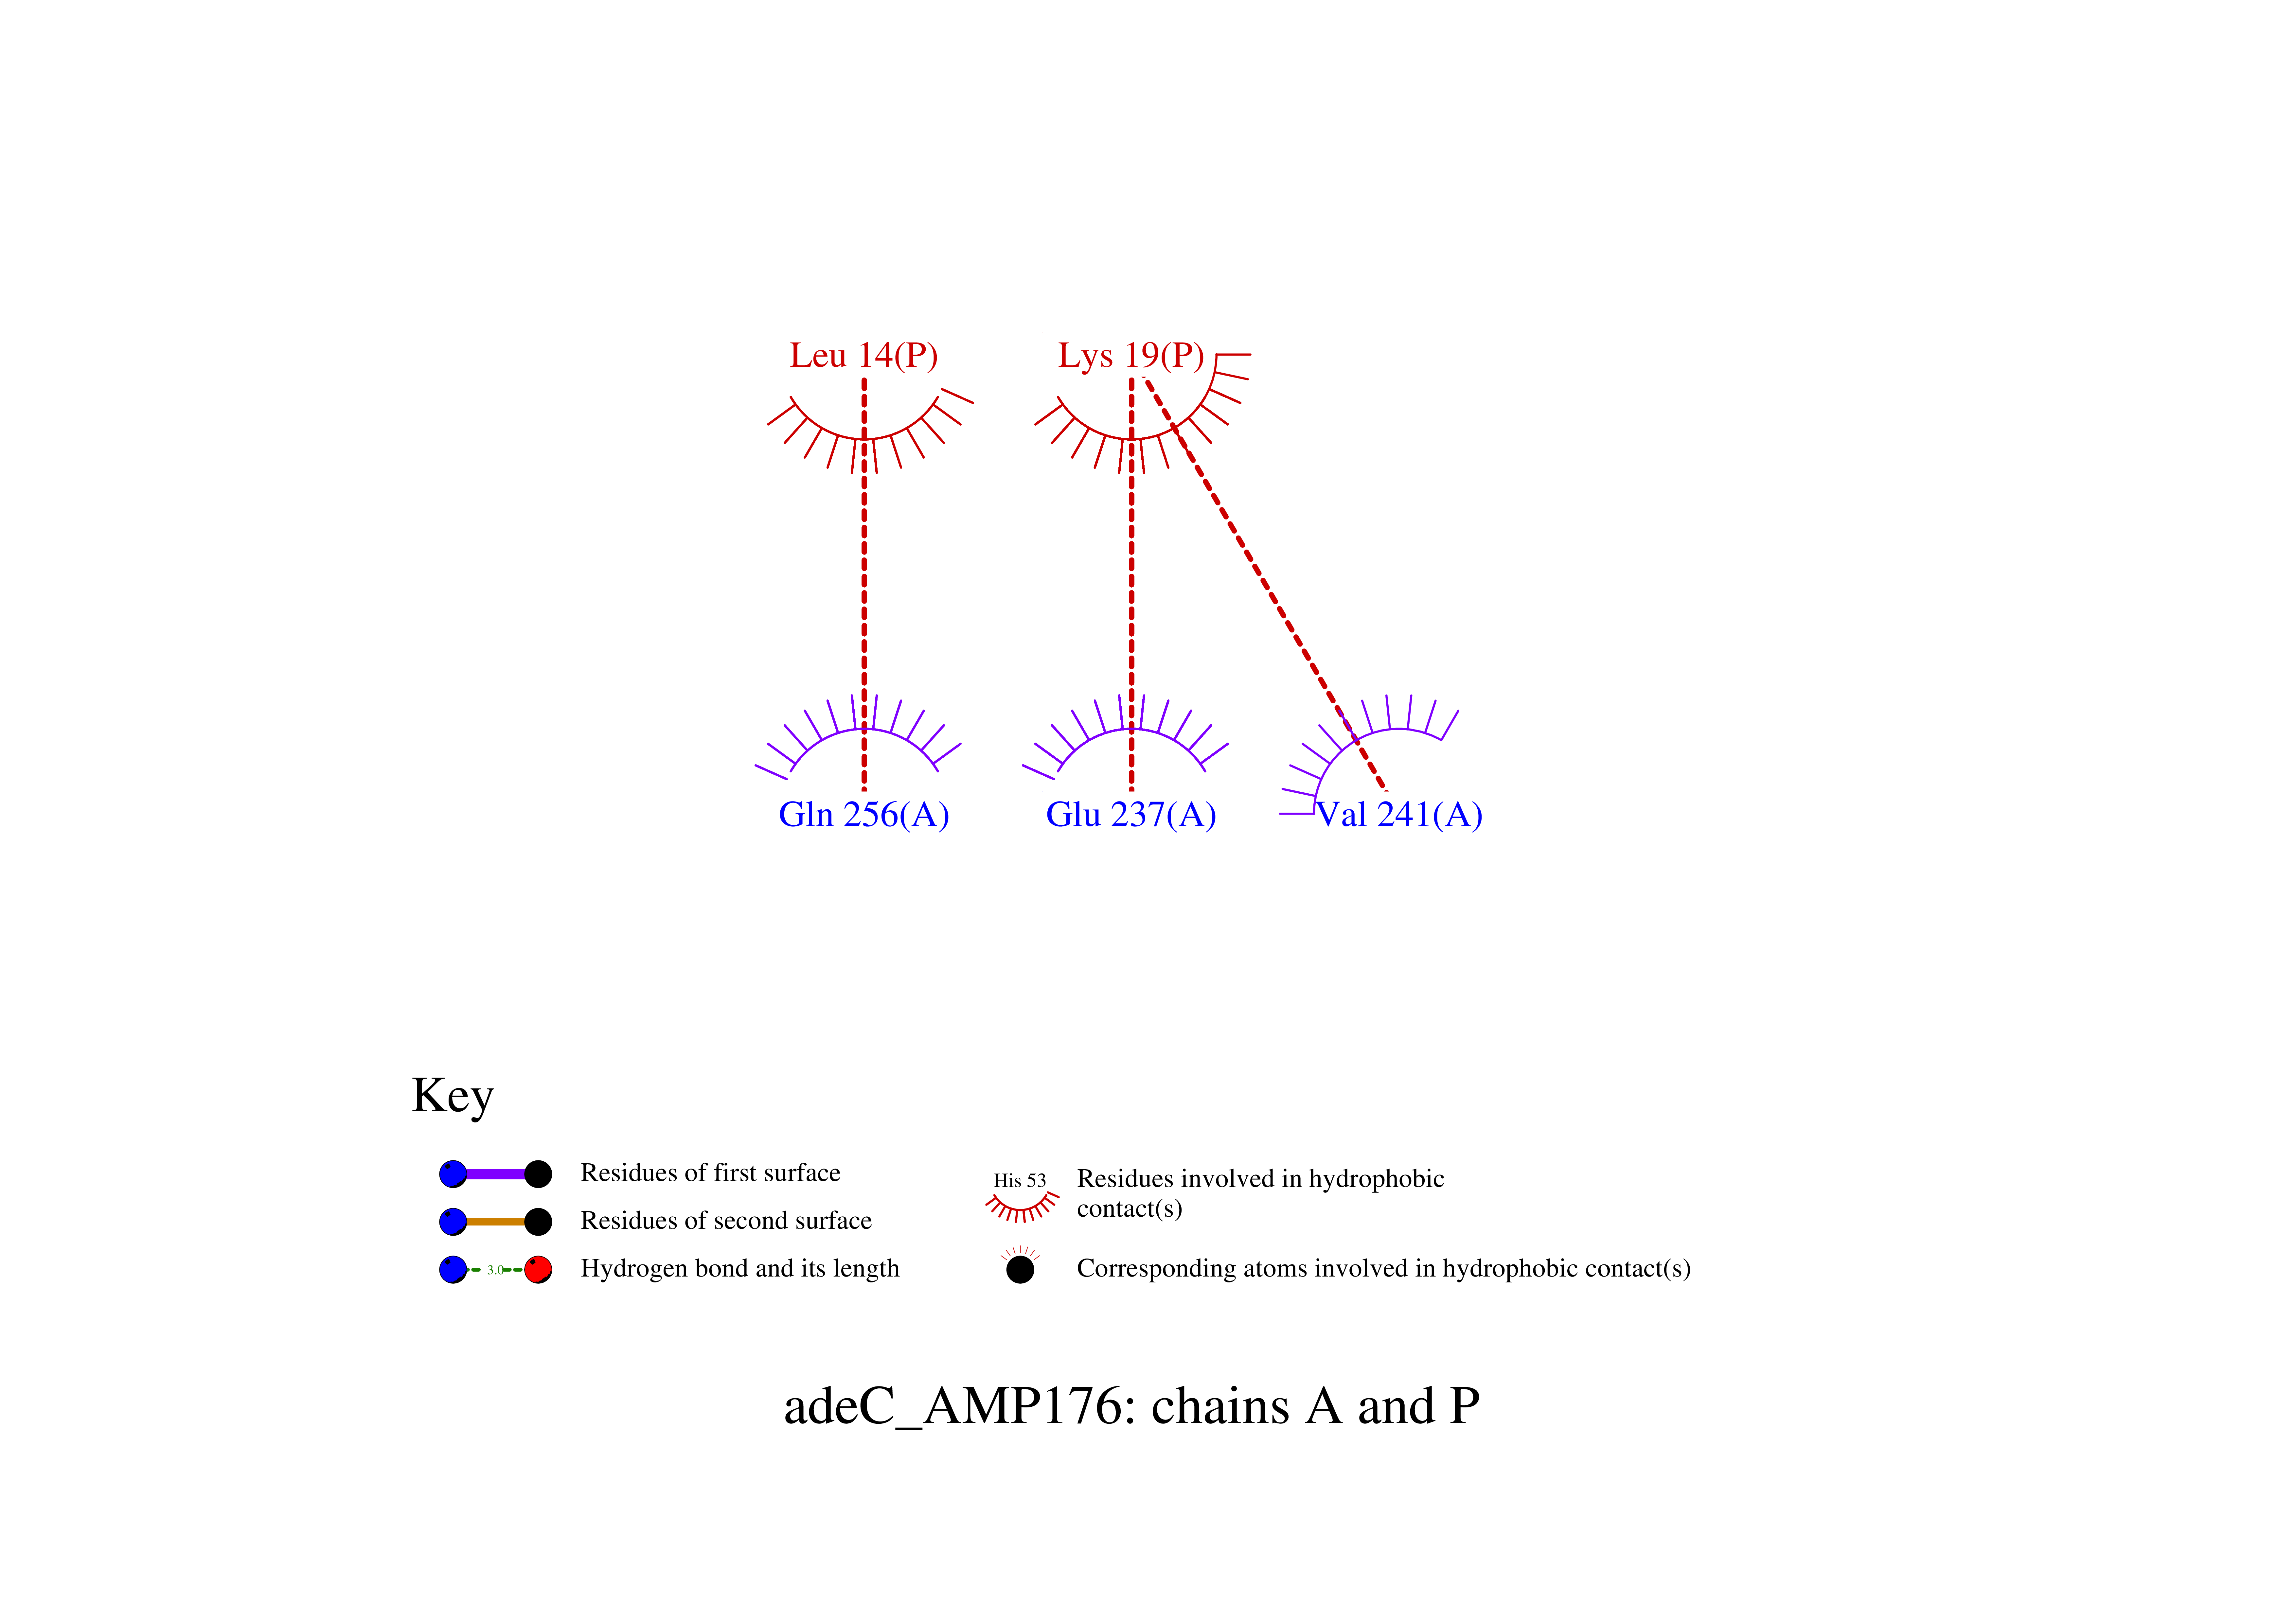 Leu 14(P) Lys 19(P)
Gln 256(A) Glu 237(A) Val 241(A)
Key
Residues of first surface
Residues of second surface
3.0 Hydrogen bond and its length
His 53 Residues involved in hydrophobic
contact(s)
Corresponding atoms involved in hydrophobic contact(s)
adeC_AMP176: chains A and P